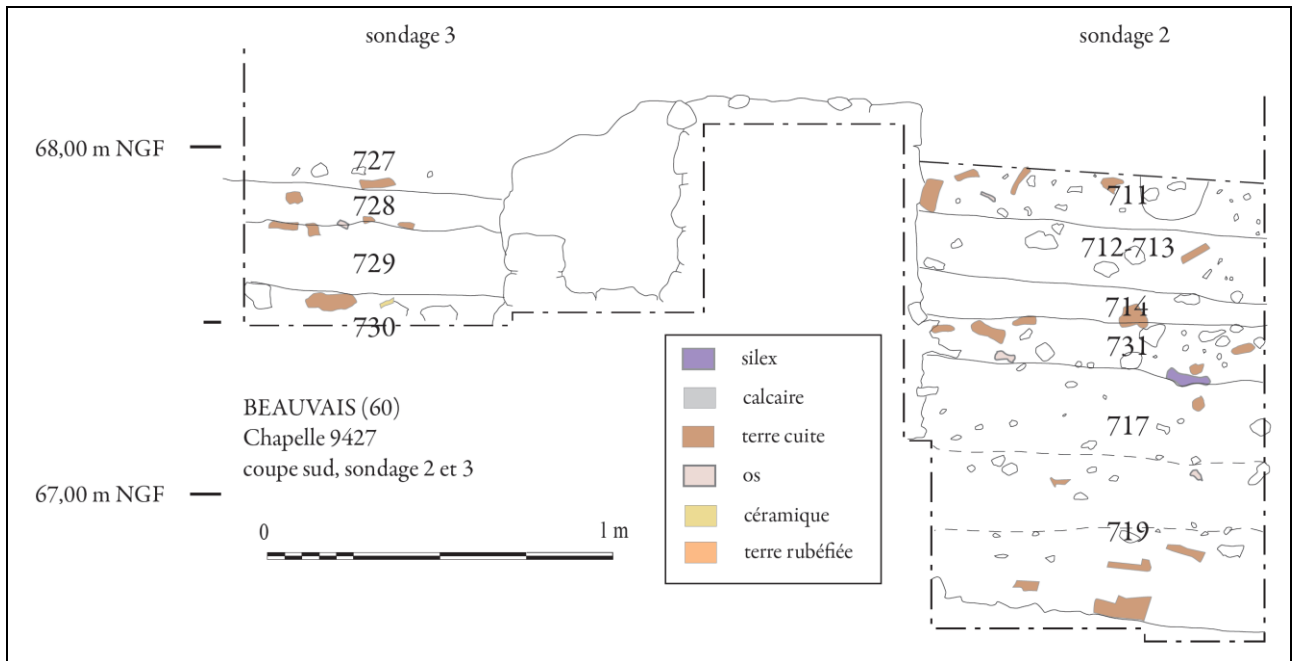 sondage 3
sondage 2
68,00 m NGF
727
728
729
730
711
712-713
714
731
717
719
67,00 m NGF
BEAUVAIS (60)
Chapelle 9427
coupe sud, sondage 2 et 3
0
1 m
silex
calcaire
terre cuite
os
céramique
terre rubéfiée